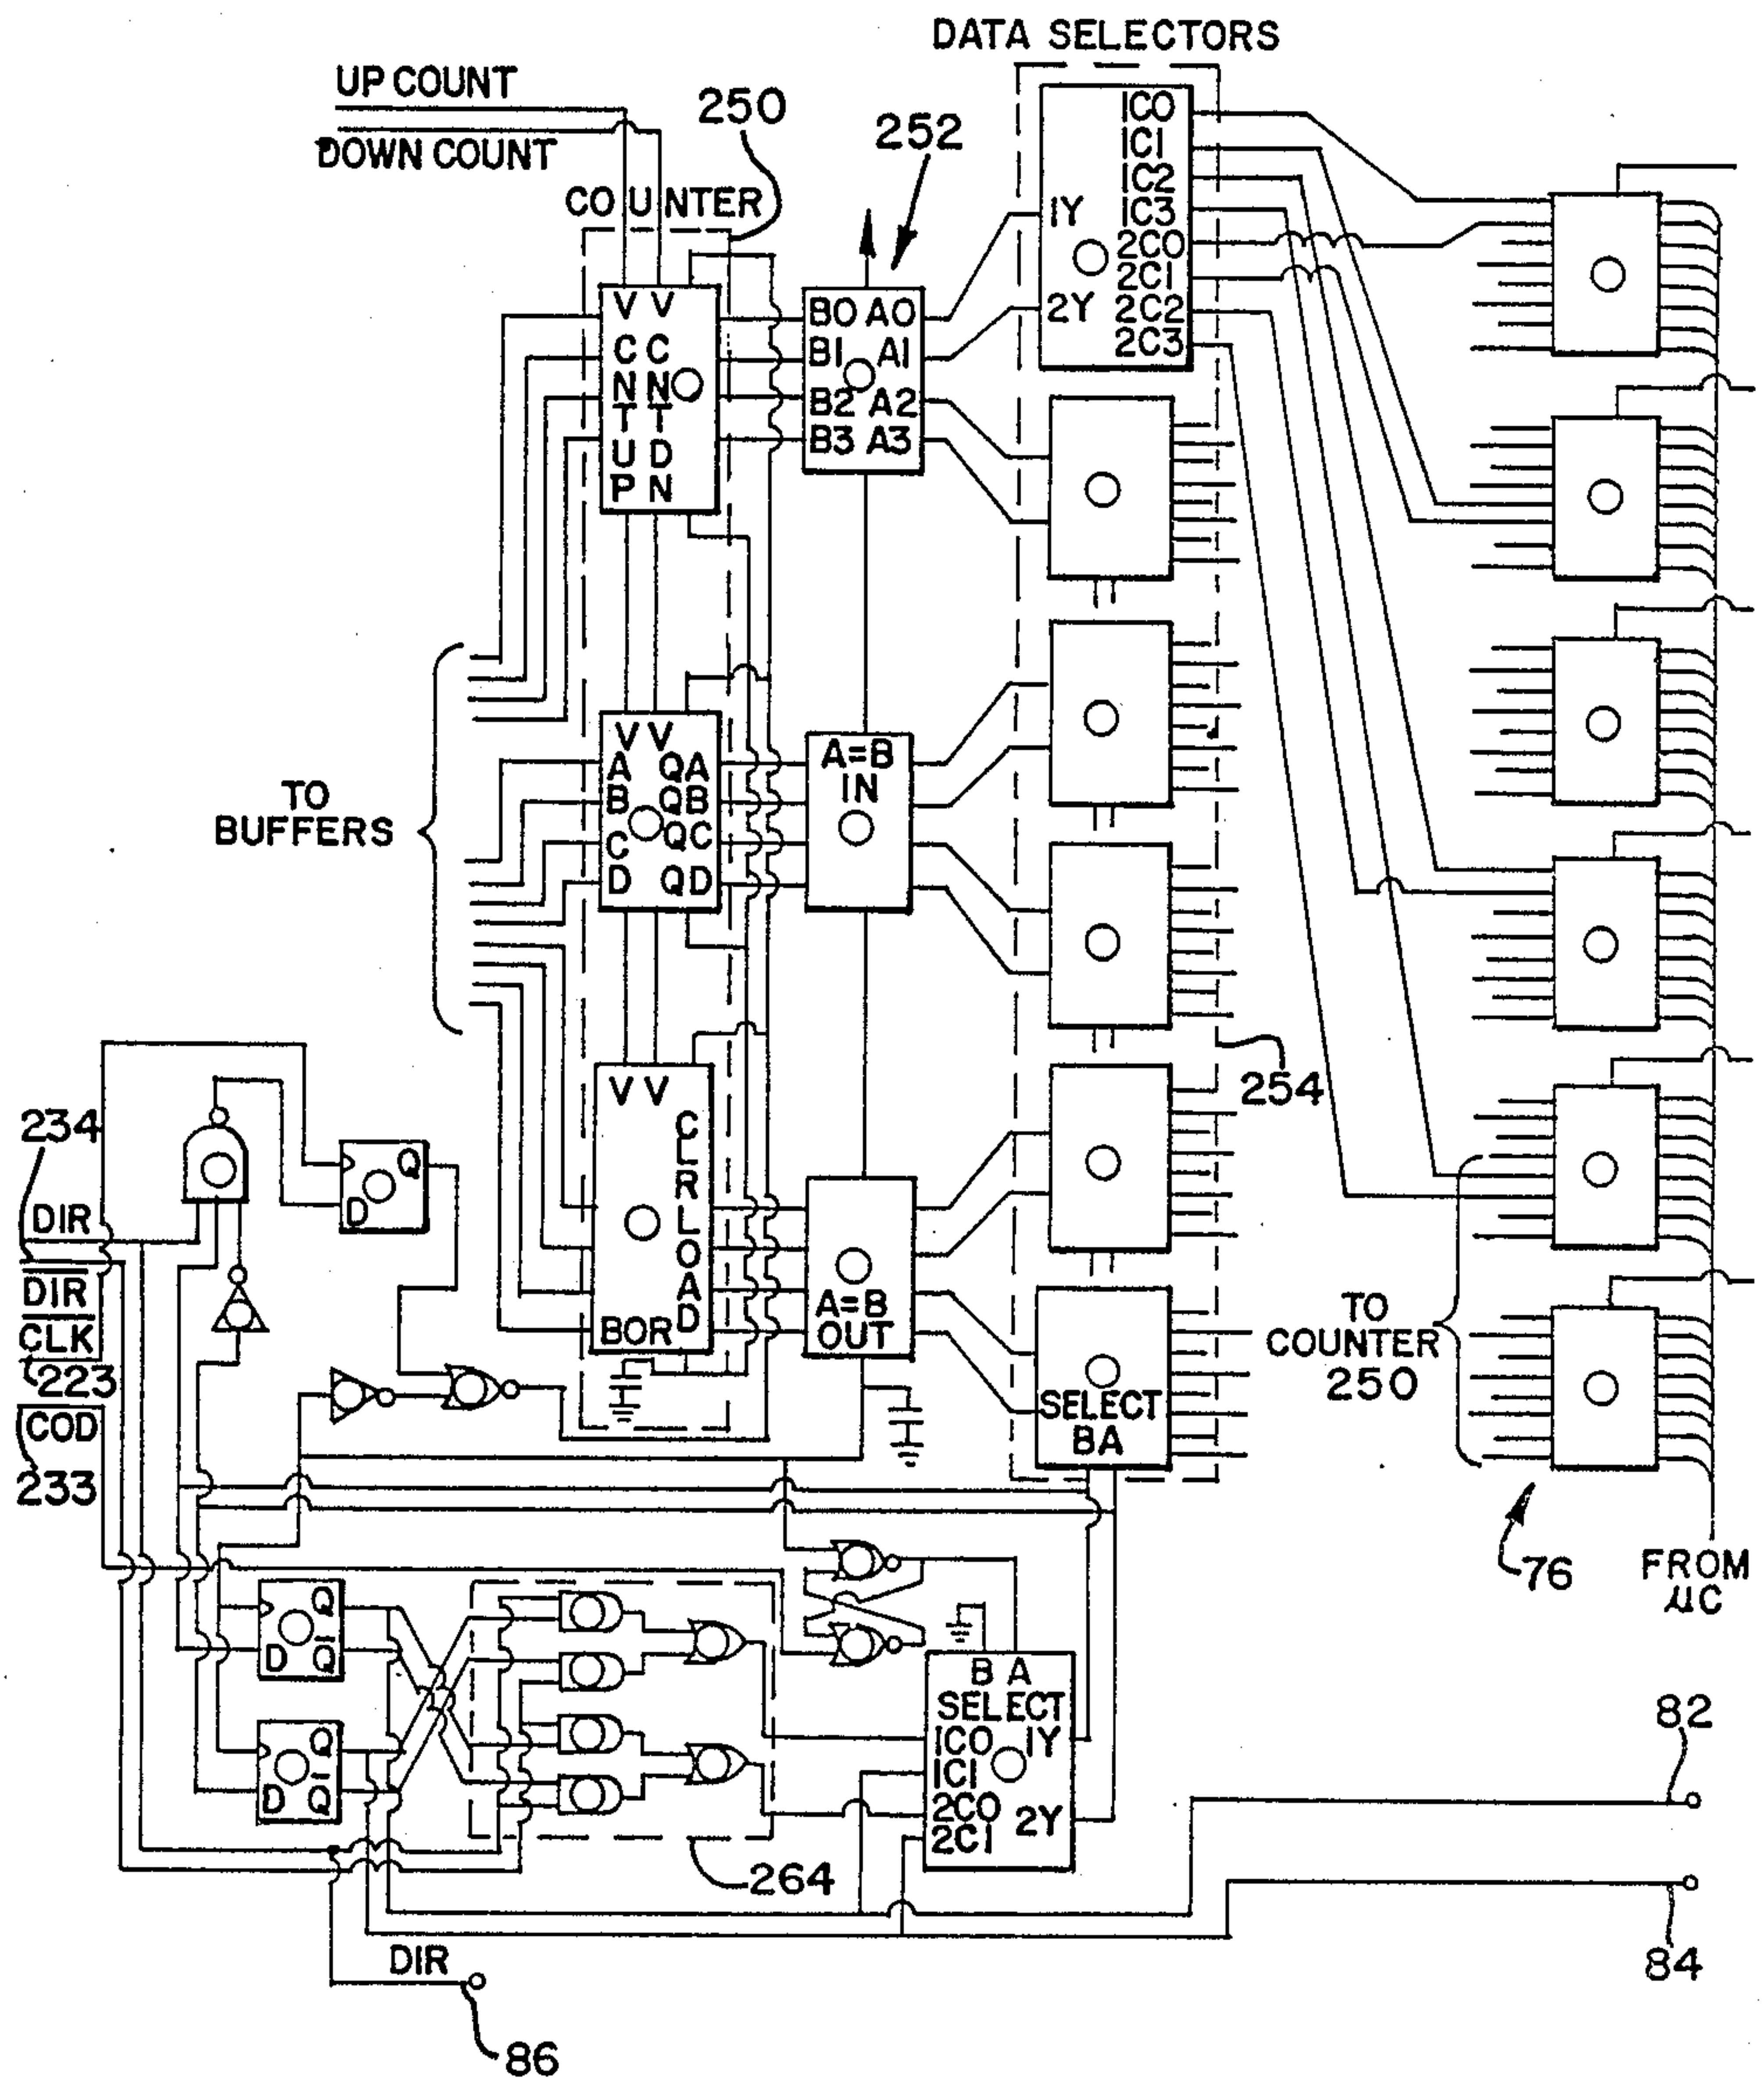 DATA SELECTORS
UP COUNT
DOWN COUNT
250
252
COUNTER
V V
CNTUP
CNTDN
B0 A0
B1 A1
B2 A2
B3 A3
1Y
2Y
1C0
1C1
1C2
1C3
2C0
2C1
2C2
2C3
TO
BUFFERS
V V
A QA
B QB
C QC
D QD
A=B
IN
254
V V
CLR
LOAD
BOR
A=B
OUT
234
DIR
DIR
CLK
223
COD
233
Q
D
SELECT
BA
TO
COUNTER
250
76
FROM
μC
Q
D Q
Q
D Q
B A
SELECT
1C0 1Y
1C1
2C0 2Y
2C1
264
82
84
DIR
86